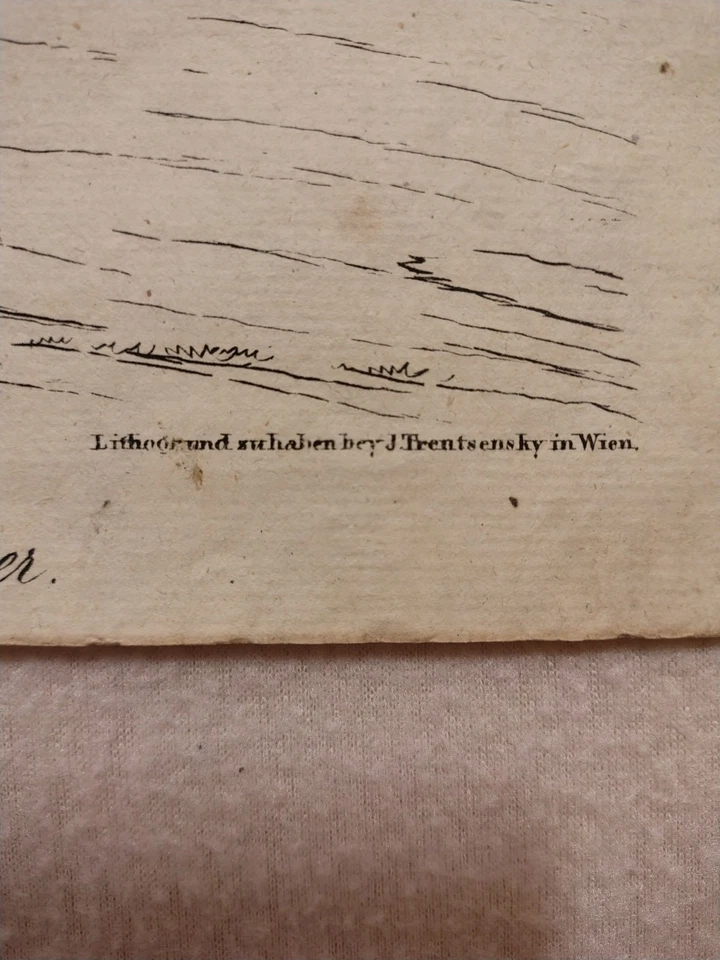 Lithogr und zu haben bey J Trentsensky in Wien.
er.